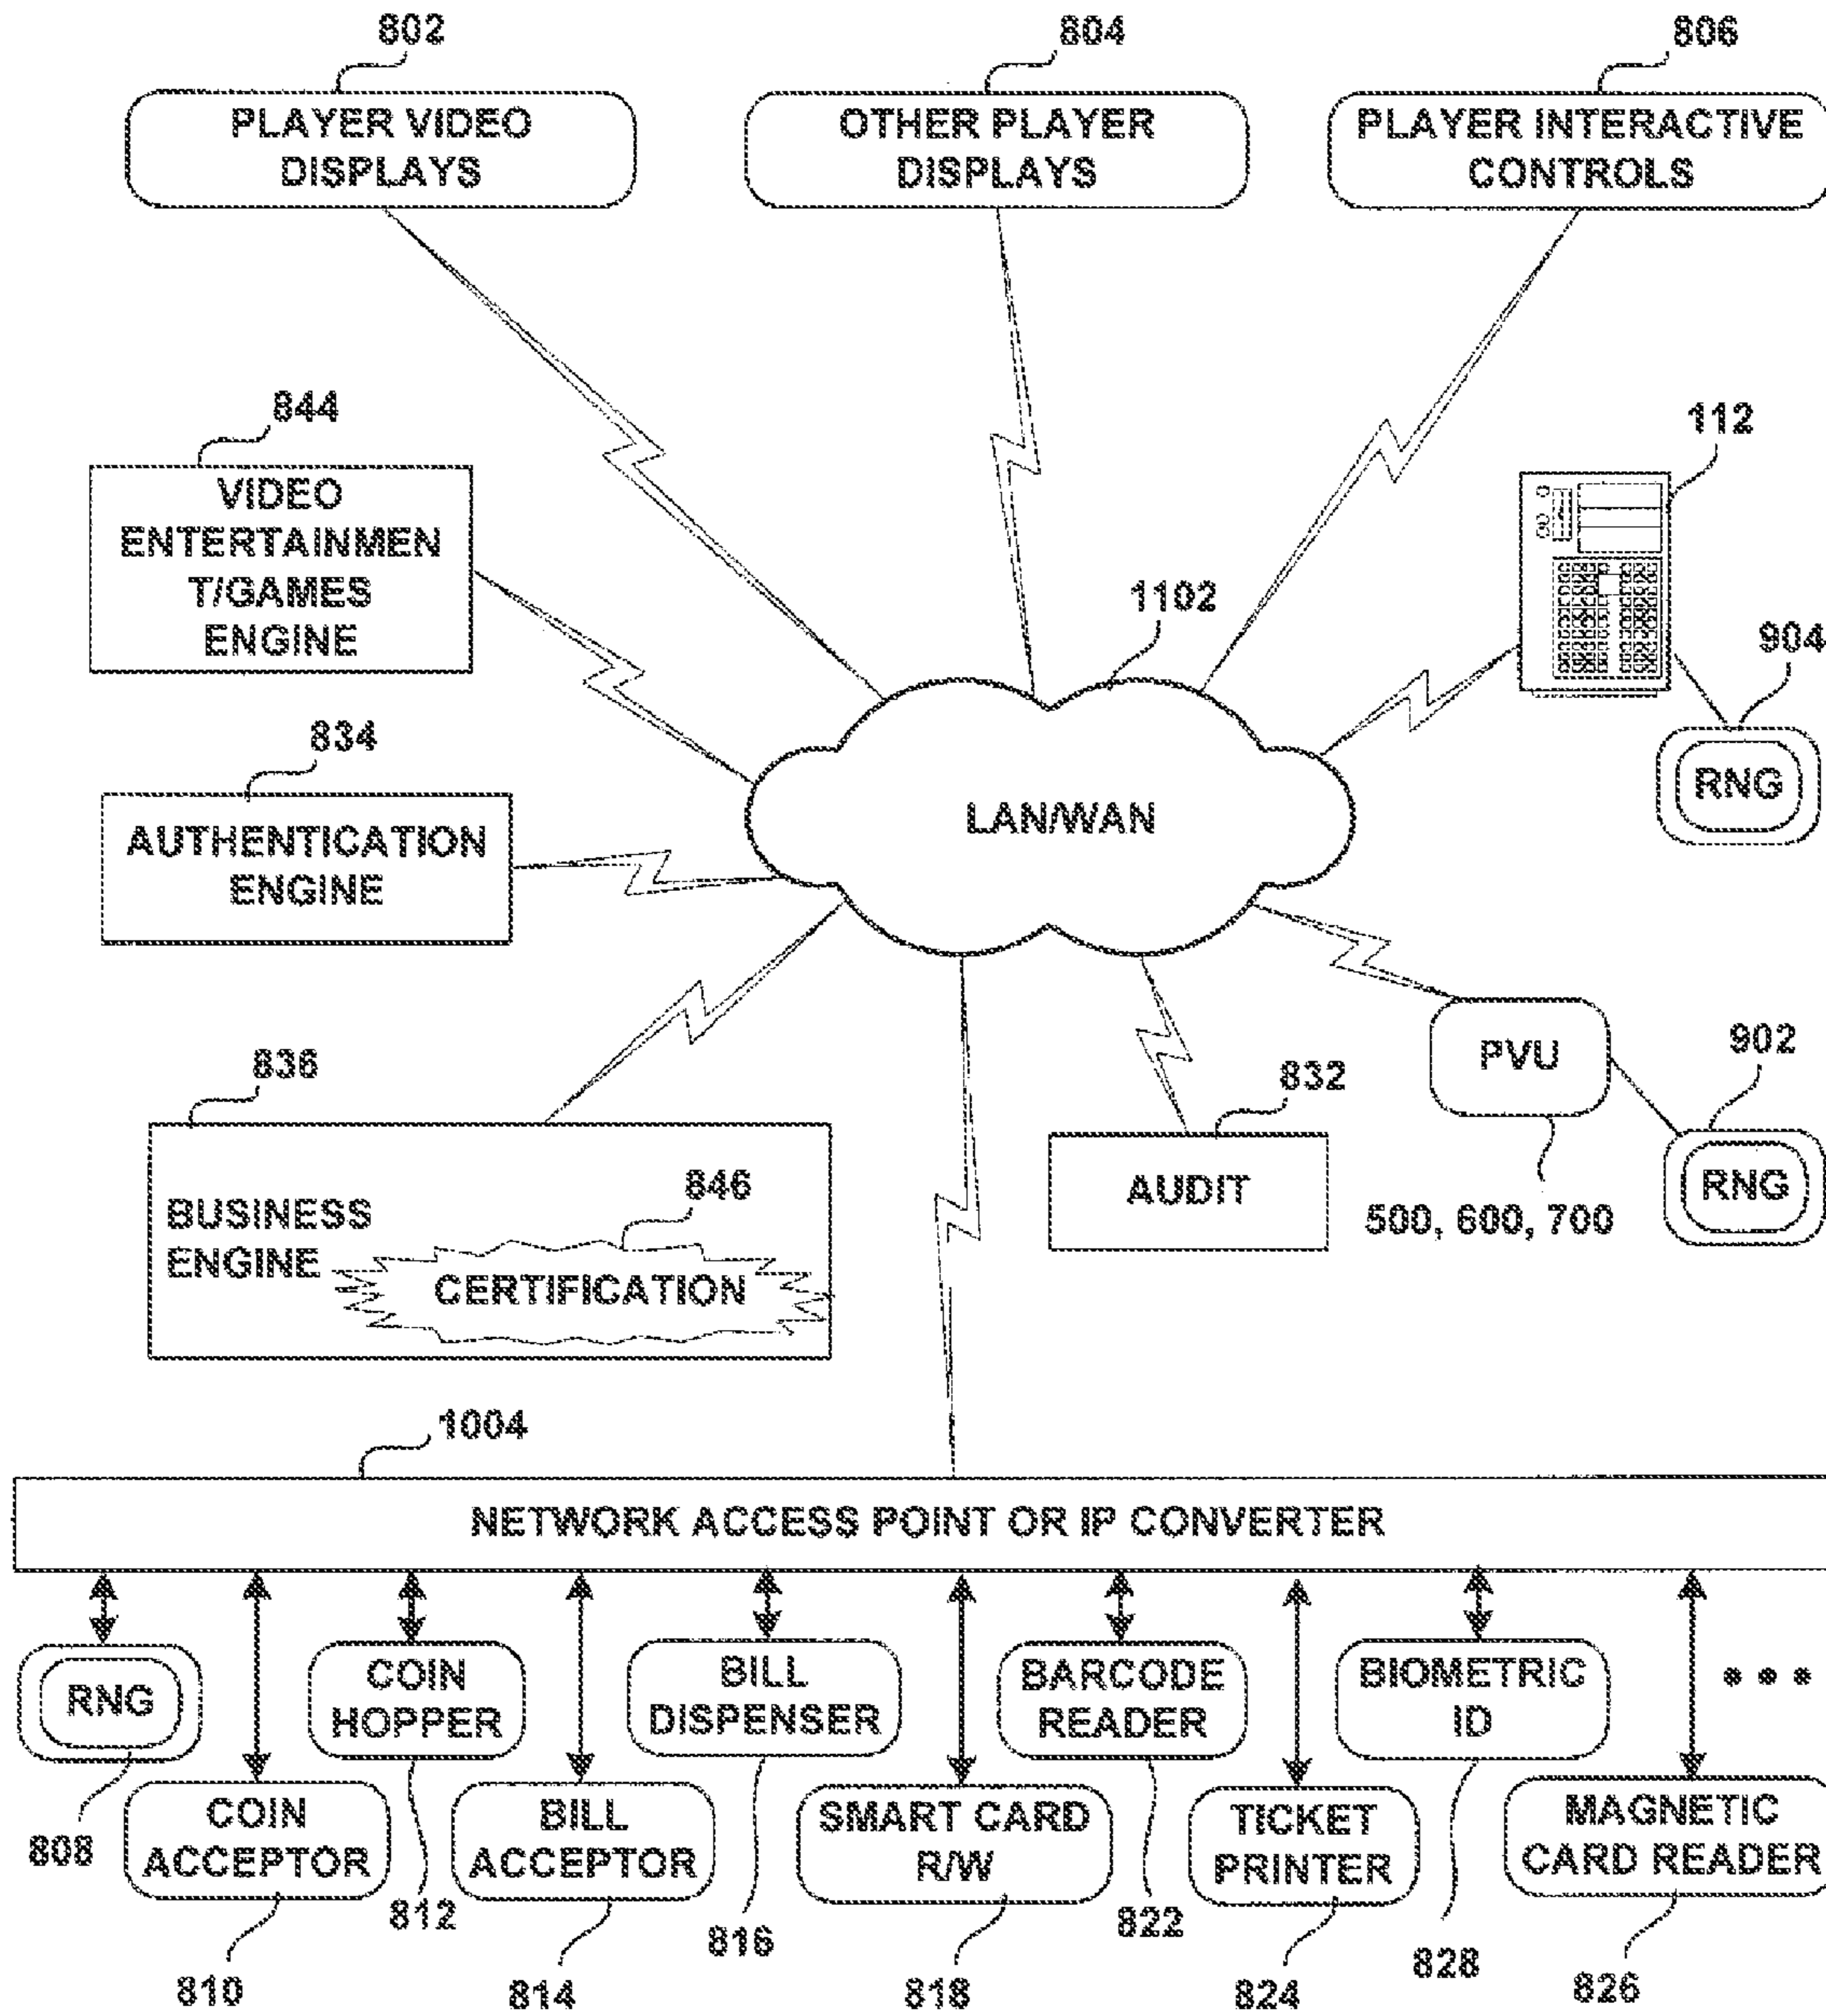 802
804
806
PLAYER VIDEO
DISPLAYS
OTHER PLAYER
DISPLAYS
PLAYER INTERACTIVE
CONTROLS
844
112
VIDEO
ENTERTAINMEN
T/GAMES
ENGINE
1102
904
RNG
834
LAN/WAN
AUTHENTICATION
ENGINE
836
832
PVU
902
846
AUDIT
RNG
BUSINESS
ENGINE
500, 600, 700
CERTIFICATION
1004
NETWORK ACCESS POINT OR IP CONVERTER
RNG
COIN
HOPPER
BILL
DISPENSER
BARCODE
READER
BIOMETRIC
ID
• • •
808
COIN
ACCEPTOR
812
BILL
ACCEPTOR
816
SMART CARD
R/W
822
TICKET
PRINTER
828
MAGNETIC
CARD READER
810
814
818
824
826